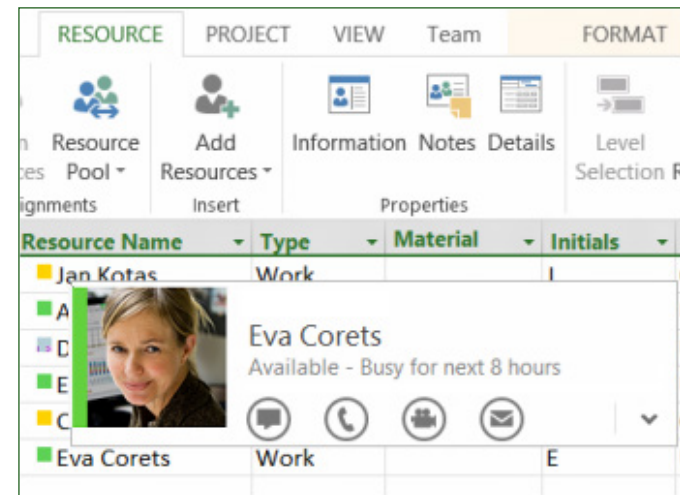 RESOURCE PROJECT VIEW Team FORMAT
Resource Add Information Notes Details Level
Pool Resources Selection
Insert Properties
Resource Name Type Material Initials
Jan Kotas Work
A
D
E
C
Eva Corets
Available - Busy for next 8 hours
Eva Corets Work E